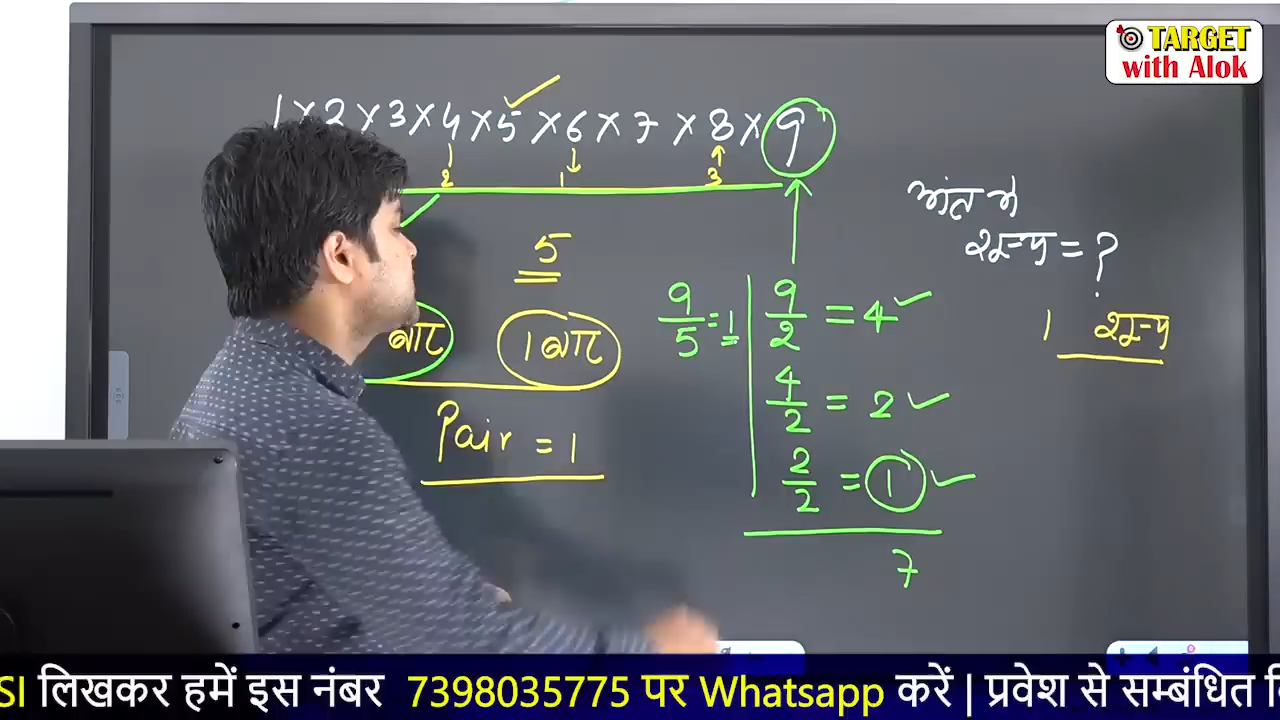 TARGET
with Alok
1 × 2 × 3 × 4 × 5 × 6 × 7 × 8 × 9
2 1 3
अंत में
शून्य = ?
1 शून्य
5
बार
1 बार
Pair = 1
9/5 = 1
9/2 = 4
4/2 = 2
2/2 = 1
7
SI लिखकर हमें इस नंबर 7398035775 पर Whatsapp करें | प्रवेश से सम्बंधित